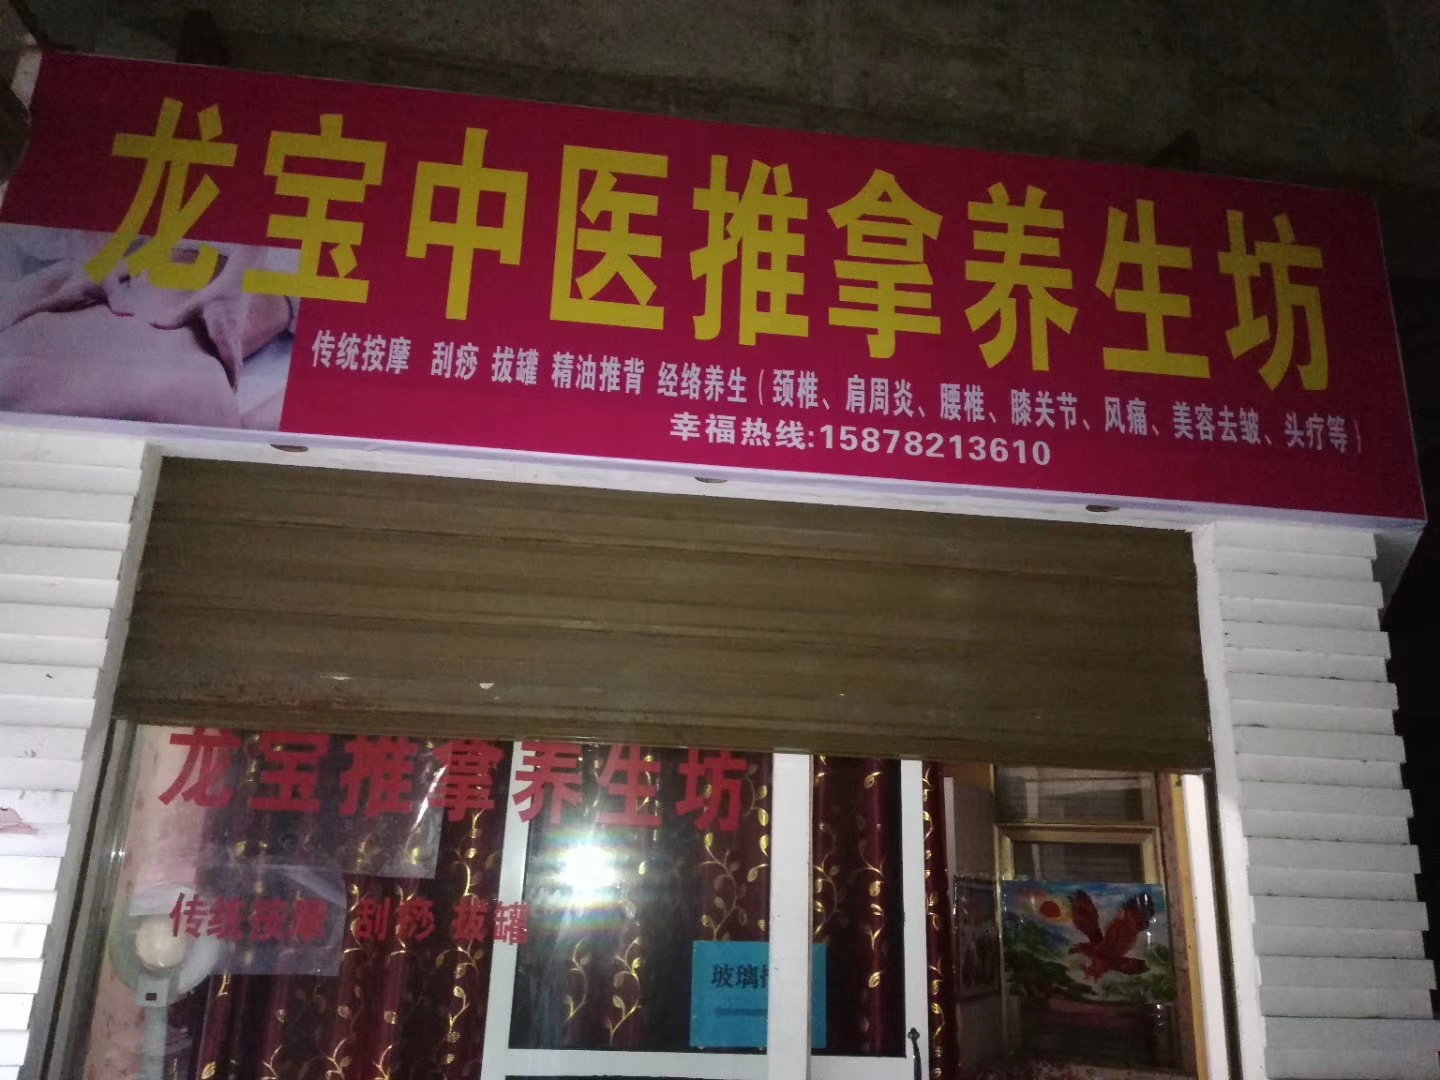 龙宝中医推拿养生坊
传统按摩 刮痧 拔罐 精油推背 经络养生（颈椎、肩周炎、腰椎、膝关节、风痛、美容去皱、头疗等）
幸福热线:15878213610
龙宝推拿养生坊
传统按摩 刮痧 拔罐
玻璃